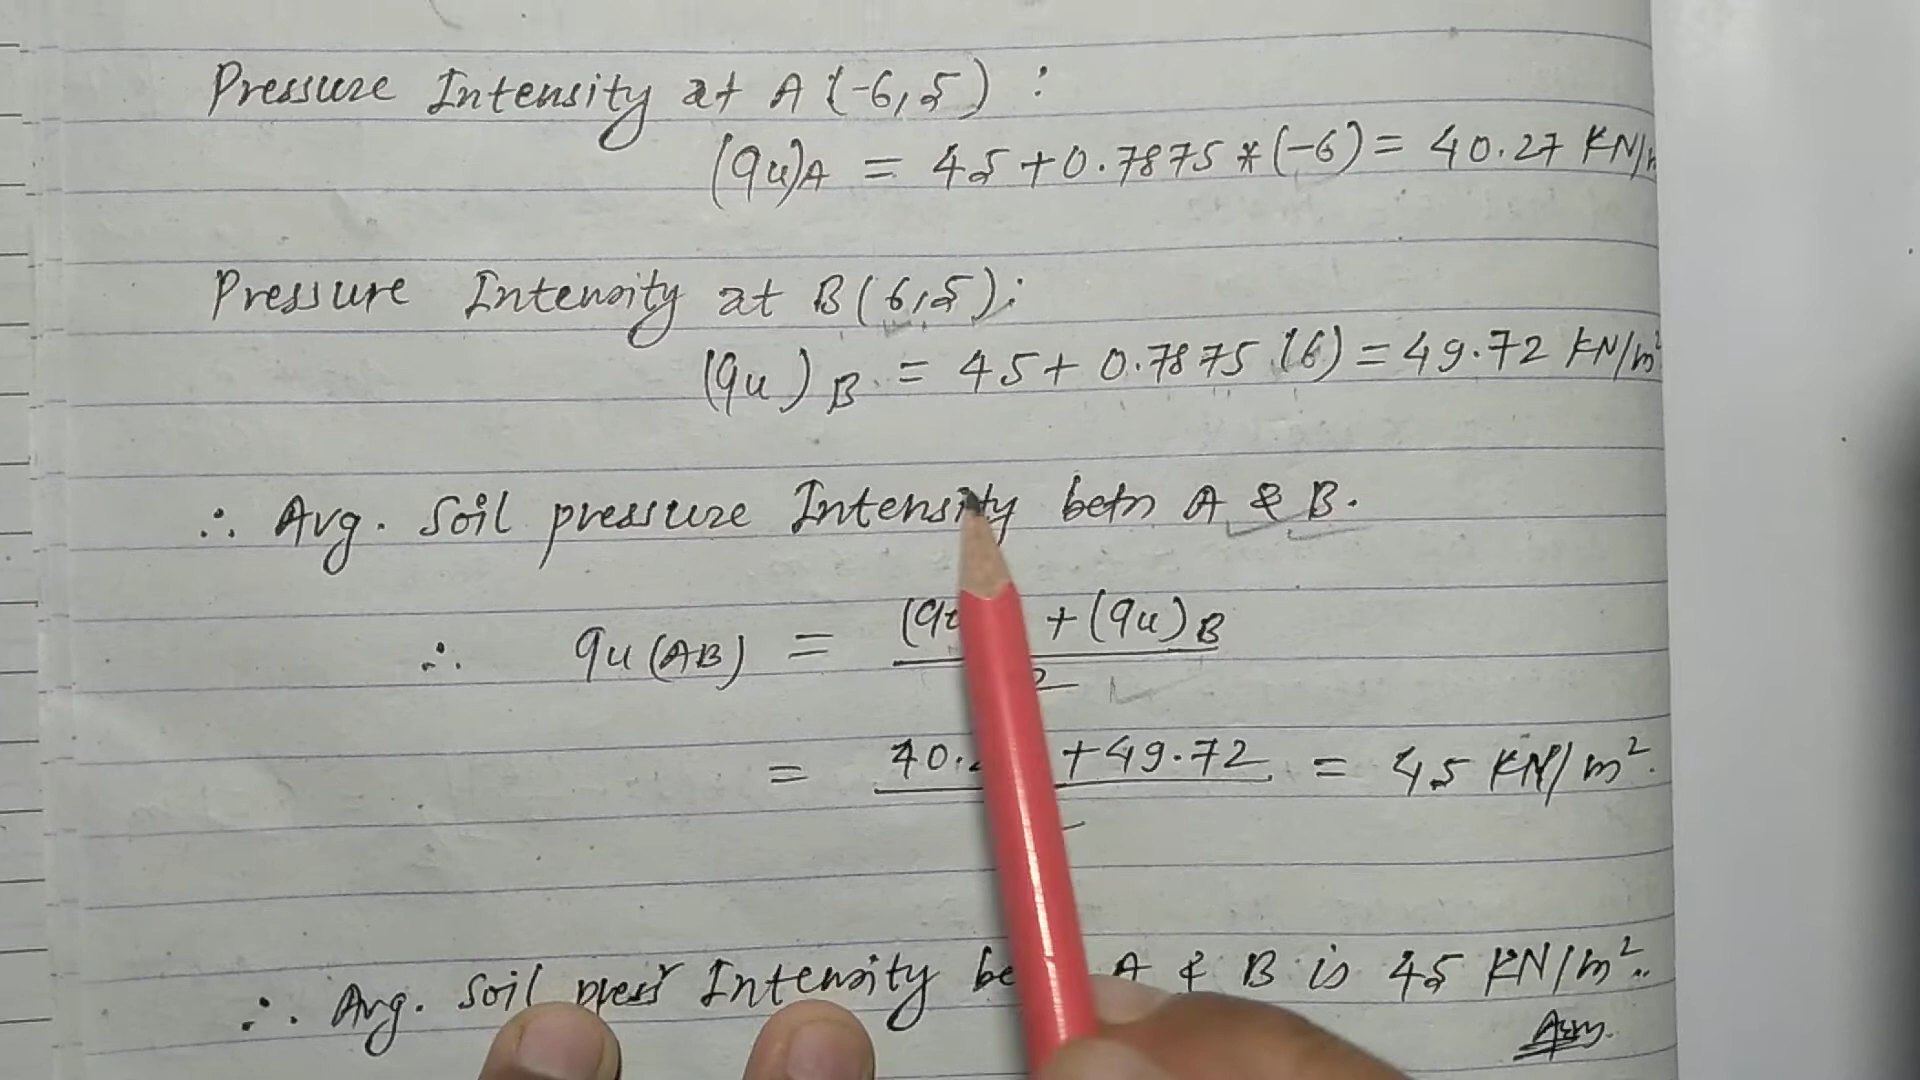 Pressure Intensity at A (-6,5) :
(qu)A = 45 + 0.7875 * (-6) = 40.27 KN/
Pressure Intensity at B (6,5) :
(qu)B = 45 + 0.7875 (6) = 49.72 KN/m²
∴ Avg. Soil pressure Intensity betn A & B.
∴ qu(AB) = + (qu)B
2
= 40. + 49.72 = 45 KN/m².
∴ Avg. Soil press^r Intensity A & B is 45 KN/m².
Ans.